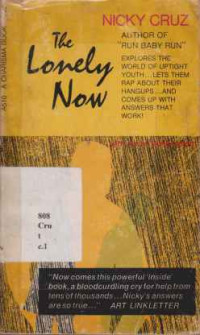 NICKY CRUZ
AUTHOR OF
"RUN BABY RUN"
The
Lonely
Now
EXPLORES THE
WORLD OF UPTIGHT
YOUTH...LETS THEM
RAP ABOUT THEIR
HANGUPS...AND
COMES UP WITH
ANSWERS THAT
WORK!
808
Cru
t
c.1
"Now comes this powerful 'inside'
book, a bloodcurdling cry for help from
tens of thousands...Nicky's answers
are so true..." ART LINKLETTER